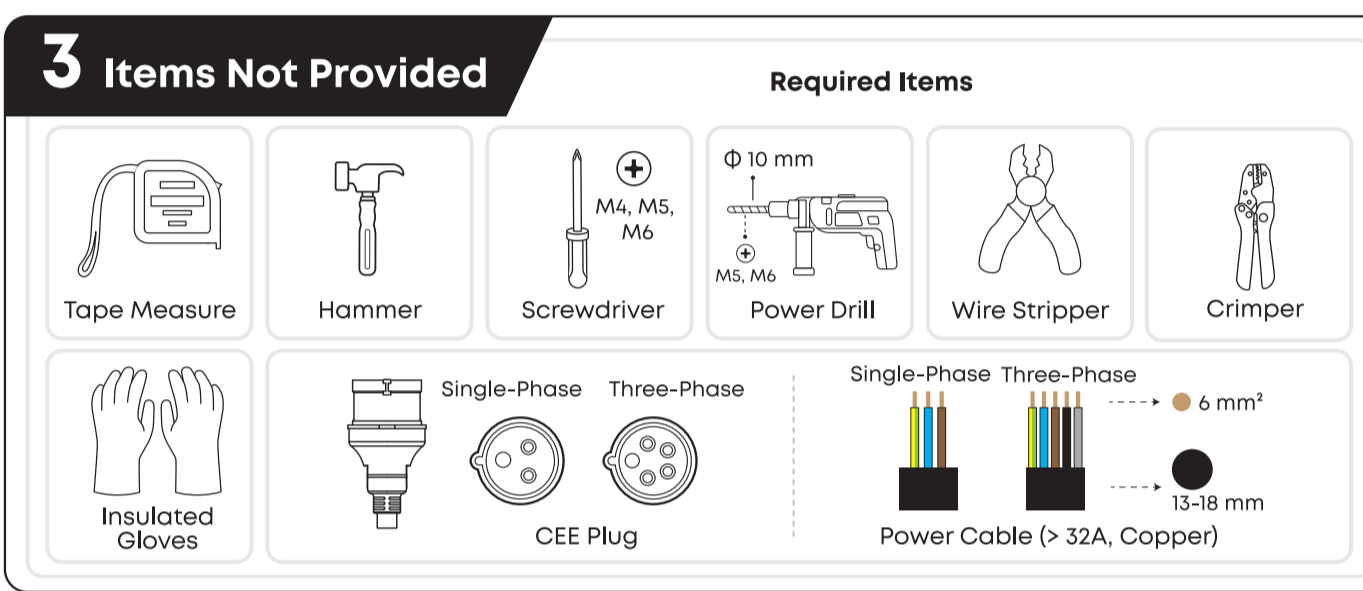 3 Items Not Provided
Required Items
Tape Measure
Hammer
M4, M5,
M6
Screwdriver
Φ 10 mm
M5, M6
Power Drill
Wire Stripper
Crimper
Insulated
Gloves
Single-Phase Three-Phase
CEE Plug
Single-Phase Three-Phase
6 mm²
13-18 mm
Power Cable (> 32A, Copper)